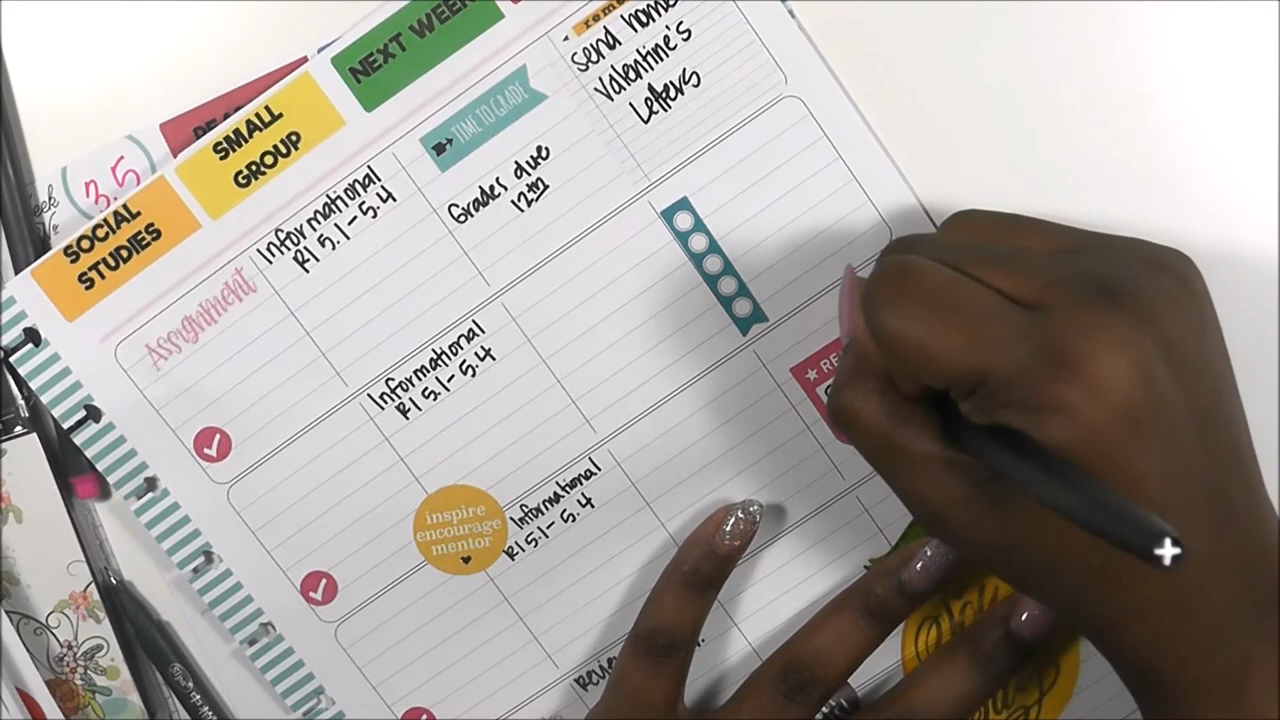 NEXT WEEK
SMALL
GROUP
SOCIAL
STUDIES
3.5
TIME TO GRADE
send home
Valentine's
Letters
Grades due
12th
Informational
RI 5.1-5.4
Assignment
Informational
RI 5.1-5.4
inspire
encourage
mentor
Informational
RI 5.1-5.4